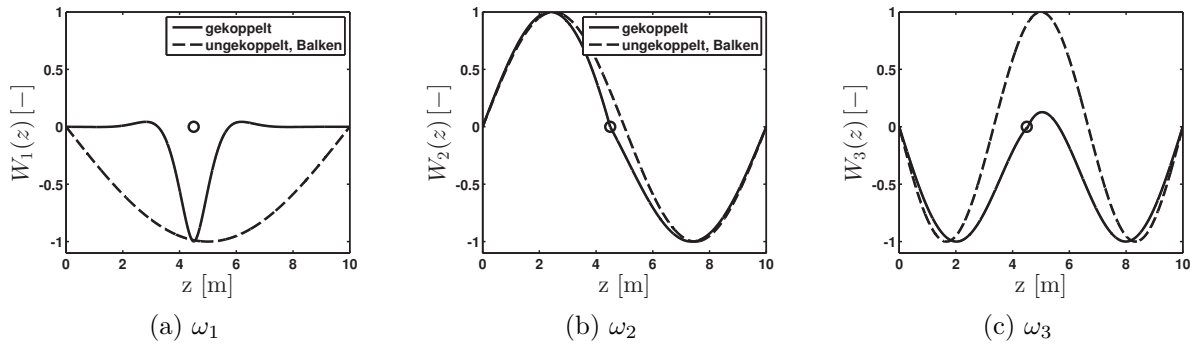 gekoppelt
ungekoppelt, Balken
W₁(z) [−]
1
0.5
0
-0.5
-1
0 2 4 6 8 10
z [m]
(a) ω₁
gekoppelt
ungekoppelt, Balken
W₂(z) [−]
1
0.5
0
-0.5
-1
0 2 4 6 8 10
z [m]
(b) ω₂
W₃(z) [−]
1
0.5
0
-0.5
-1
0 2 4 6 8 10
z [m]
(c) ω₃